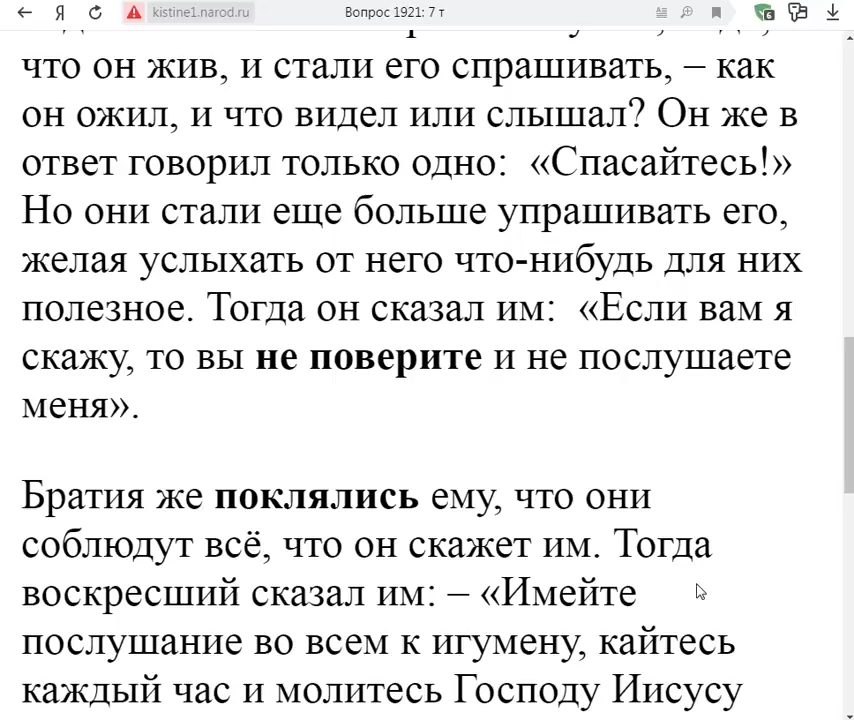 Я kistine1.narod.ru Вопрос 1921: 7 т 6
что он жив, и стали его спрашивать, – как
он ожил, и что видел или слышал? Он же в
ответ говорил только одно: «Спасайтесь!»
Но они стали еще больше упрашивать его,
желая услыхать от него что-нибудь для них
полезное. Тогда он сказал им: «Если вам я
скажу, то вы не поверите и не послушаете
меня».
Братия же поклялись ему, что они
соблюдут всё, что он скажет им. Тогда
воскресший сказал им: – «Имейте
послушание во всем к игумену, кайтесь
каждый час и молитесь Господу Иисусу